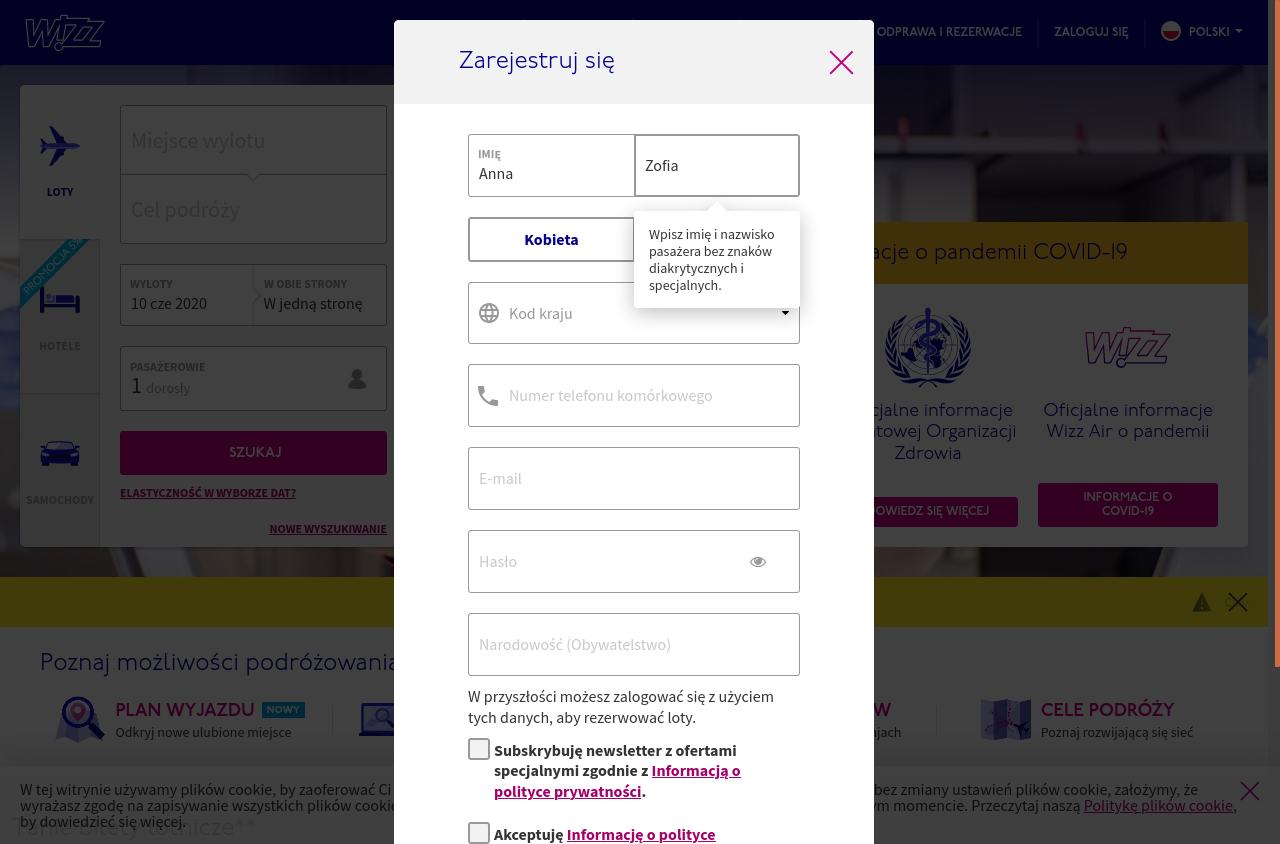 Wizz
ODPRAWA I REZERWACJE
ZALOGUJ SIĘ
POLSKI
Zarejestruj się
Miejsce wylotu
Cel podróży
LOTY
PROMOCJA 5%
HOTELE
SAMOCHODY
WYLOTY
10 cze 2020
W OBIE STRONY
W jedną stronę
PASAŻEROWIE
1 dorosły
SZUKAJ
ELASTYCZNOŚĆ W WYBORZE DAT?
NOWE WYSZUKIWANIE
IMIĘ
Anna
Zofia
Kobieta
Wpisz imię i nazwisko
pasażera bez znaków
diakrytycznych i
specjalnych.
Kod kraju
Numer telefonu komórkowego
E-mail
Hasło
Narodowość (Obywatelstwo)
W przyszłości możesz zalogować się z użyciem
tych danych, aby rezerwować loty.
Subskrybuję newsletter z ofertami
specjalnymi zgodnie z Informacją o
polityce prywatności.
Akceptuję Informację o polityce
acje o pandemii COVID-19
cjalne informacje
towej Organizacji
Zdrowia
OWIEDZ SIĘ WIĘCEJ
Wizz
Oficjalne informacje
Wizz Air o pandemii
INFORMACJE O
COVID-19
Poznaj możliwości podróżowania
PLAN WYJAZDU NOWY
Odkryj nowe ulubione miejsce
W
ajach
CELE PODRÓŻY
Poznaj rozwijającą się sieć
W tej witrynie używamy plików cookie, by zaoferować Ci
wyrażasz zgodę na zapisywanie wszystkich plików cookie
by dowiedzieć się więcej.
bez zmiany ustawień plików cookie, założymy, że
ym momencie. Przeczytaj naszą Politykę plików cookie,
Tanie bilety lotnicze**